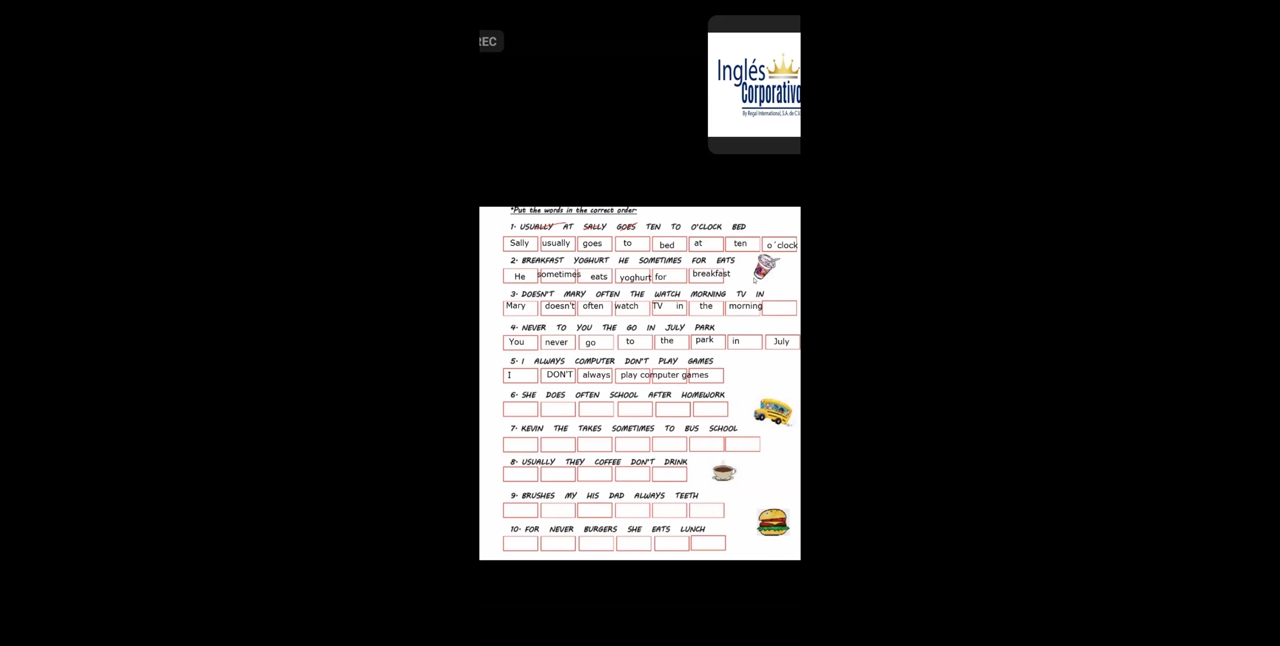 REC
Inglés
Corporativo
By Regal International, S.A. de C.V
*Put the words in the correct order·
1- USUALLY AT SALLY GOES TEN TO O'CLOCK BED
Sally usually goes to bed at ten o´clock
2- BREAKFAST YOGHURT HE SOMETIMES FOR EATS
He sometimes eats yoghurt for breakfast
3- DOESN'T MARY OFTEN THE WATCH MORNING TV IN
Mary doesn't often watch TV in the morning
4- NEVER TO YOU THE GO IN JULY PARK
You never go to the park in July
5- I ALWAYS COMPUTER DON'T PLAY GAMES
I DON'T always play computer games
6- SHE DOES OFTEN SCHOOL AFTER HOMEWORK
7- KEVIN THE TAKES SOMETIMES TO BUS SCHOOL
8- USUALLY THEY COFFEE DON'T DRINK
9- BRUSHES MY HIS DAD ALWAYS TEETH
10- FOR NEVER BURGERS SHE EATS LUNCH